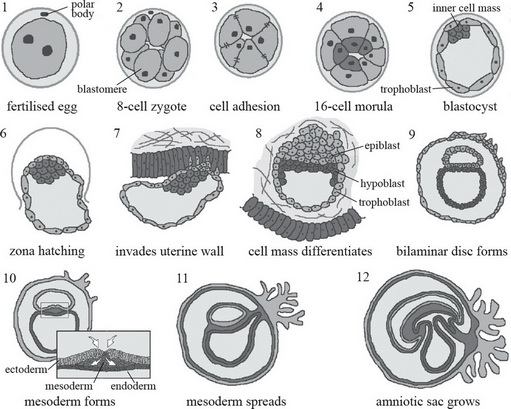 1
polar
body
fertilised egg
2
blastomere
8-cell zygote
3
cell adhesion
4
16-cell morula
5
inner cell mass
trophoblast
blastocyst
6
zona hatching
7
invades uterine wall
8
epiblast
hypoblast
trophoblast
cell mass differentiates
9
bilaminar disc forms
10
ectoderm
mesoderm
endoderm
mesoderm forms
11
mesoderm spreads
12
amniotic sac grows